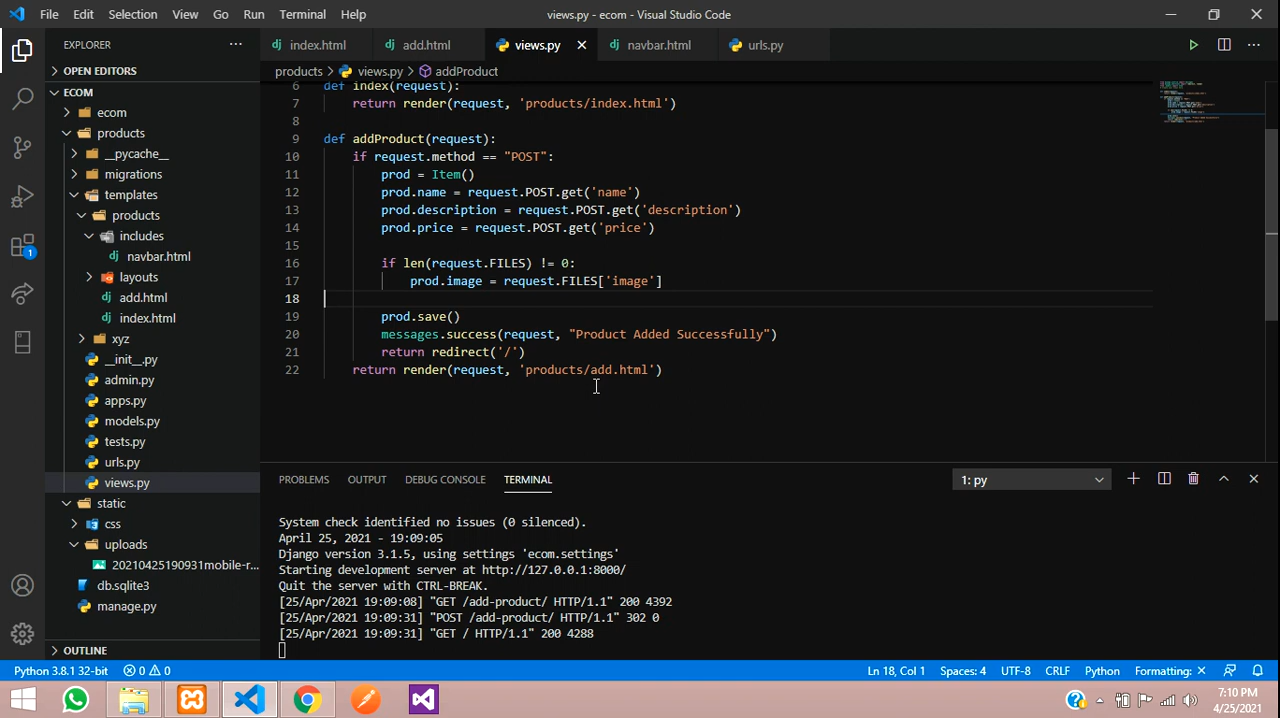 File Edit Selection View Go Run Terminal Help
views.py - ecom - Visual Studio Code
EXPLORER
index.html add.html views.py navbar.html urls.py
products > views.py > addProduct
OPEN EDITORS
ECOM
ecom
products
__pycache__
migrations
templates
products
includes
navbar.html
layouts
add.html
index.html
xyz
__init__.py
admin.py
apps.py
models.py
tests.py
urls.py
views.py
static
css
uploads
20210425190931mobile-r...
db.sqlite3
manage.py
OUTLINE
6 def index(request):
7 return render(request, 'products/index.html')
8
9 def addProduct(request):
10 if request.method == "POST":
11 prod = Item()
12 prod.name = request.POST.get('name')
13 prod.description = request.POST.get('description')
14 prod.price = request.POST.get('price')
15
16 if len(request.FILES) != 0:
17 prod.image = request.FILES['image']
18
19 prod.save()
20 messages.success(request, "Product Added Successfully")
21 return redirect('/')
22 return render(request, 'products/add.html')
PROBLEMS OUTPUT DEBUG CONSOLE TERMINAL
1: py
System check identified no issues (0 silenced).
April 25, 2021 - 19:09:05
Django version 3.1.5, using settings 'ecom.settings'
Starting development server at http://127.0.0.1:8000/
Quit the server with CTRL-BREAK.
[25/Apr/2021 19:09:08] "GET /add-product/ HTTP/1.1" 200 4392
[25/Apr/2021 19:09:31] "POST /add-product/ HTTP/1.1" 302 0
[25/Apr/2021 19:09:31] "GET / HTTP/1.1" 200 4288
1
Python 3.8.1 32-bit 0 0
Ln 18, Col 1 Spaces: 4 UTF-8 CRLF Python Formatting: ×
7:10 PM
4/25/2021